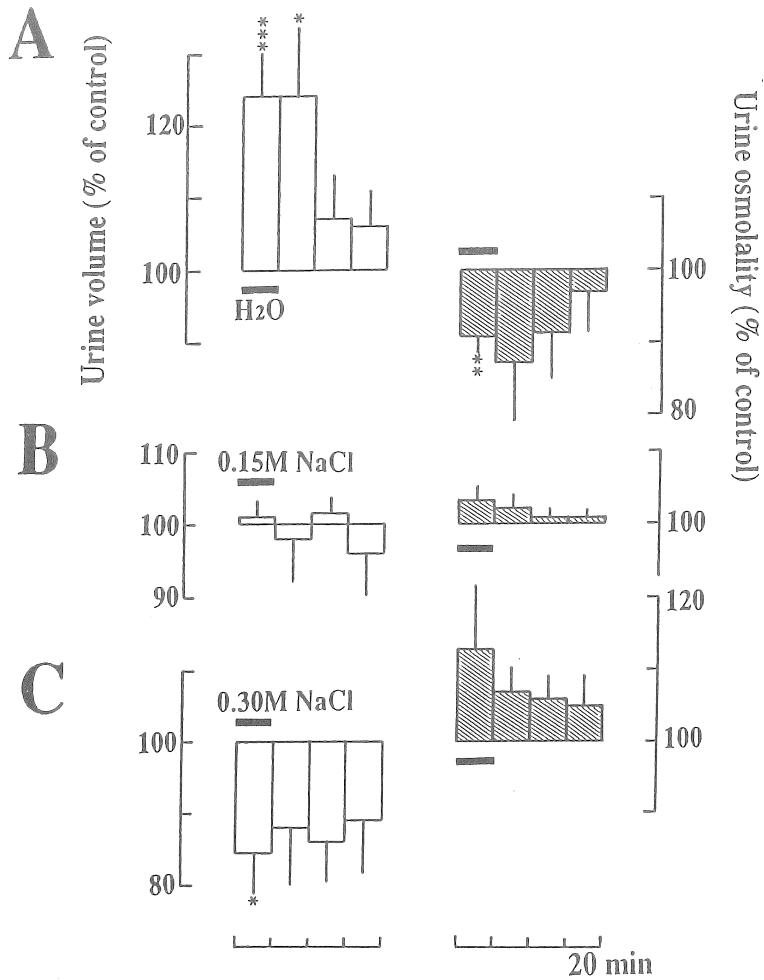 A
Urine volume (% of control)
***
*
120
100
H2O
**
100
80
Urine osmolality (% of control)
B
110
0.15M NaCl
100
90
100
C
0.30M NaCl
100
80
*
120
100
20 min